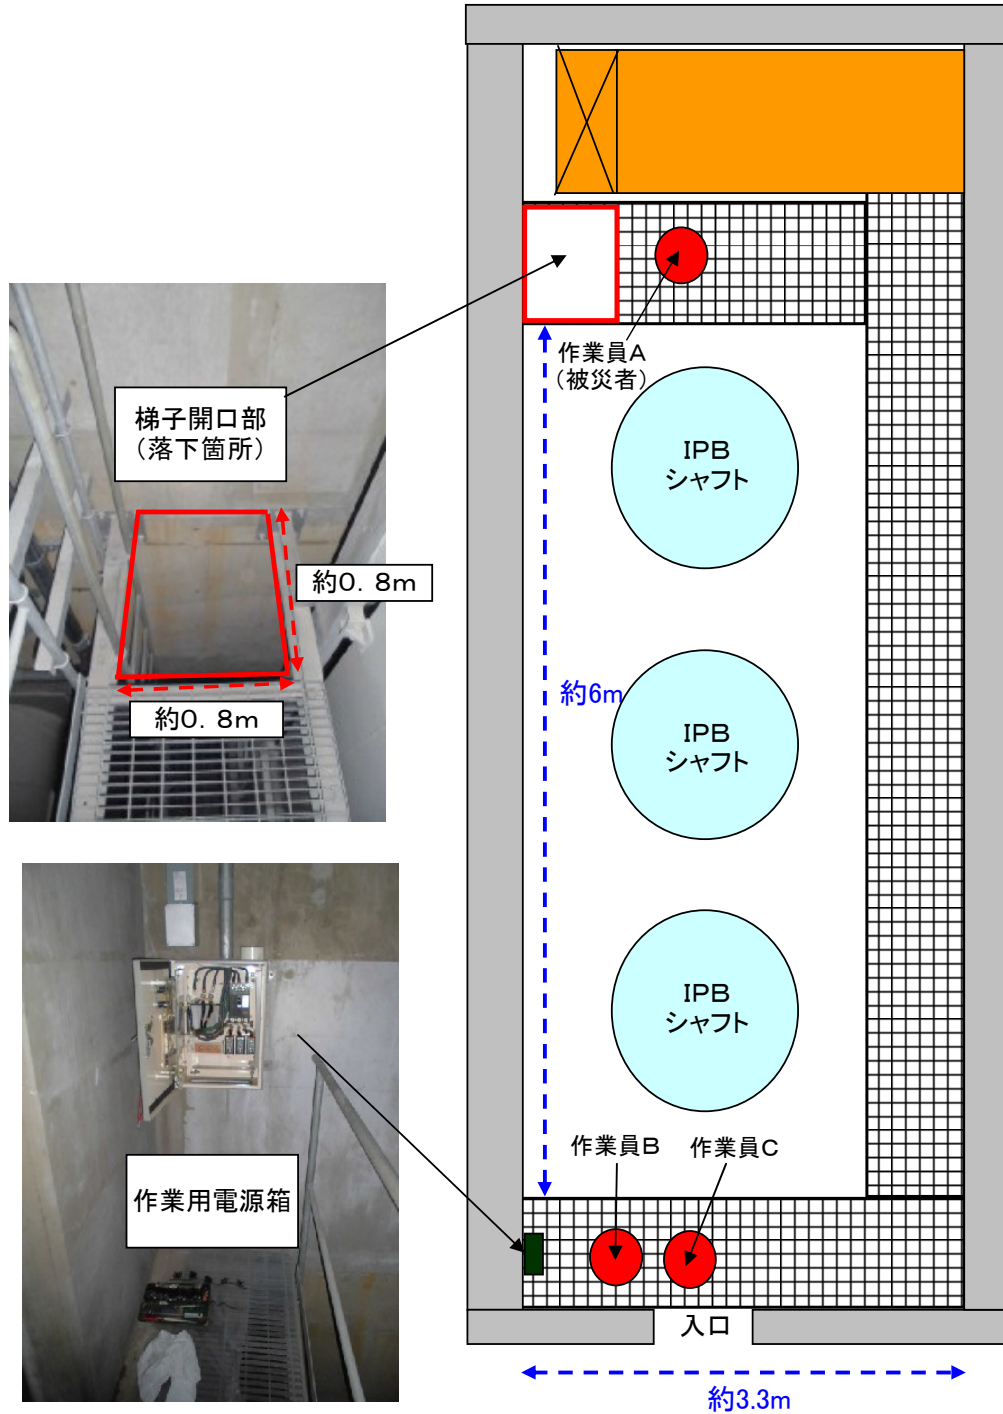 梯子開口部
（落下箇所）
約０．８ｍ
約０．８ｍ
作業員Ａ
（被災者）
ＩＰＢ
シャフト
約6m
ＩＰＢ
シャフト
ＩＰＢ
シャフト
作業員Ｂ
作業員Ｃ
作業用電源箱
入口
約3.3m